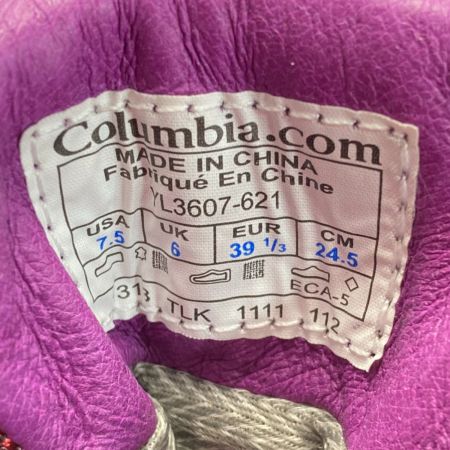 Columbia.com
MADE IN CHINA
Fabriqué En Chine
YL3607-621
USA UK EUR CM
7.5 6 39 1/3 24.5
ECA-5
313 TLK 1111 112